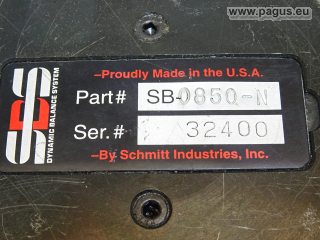 www.pagus.eu
SBS
DYNAMIC BALANCE SYSTEM
–Proudly Made in the U.S.A.
Part# SB-0850-N
Ser.# 32400
–By Schmitt Industries, Inc.